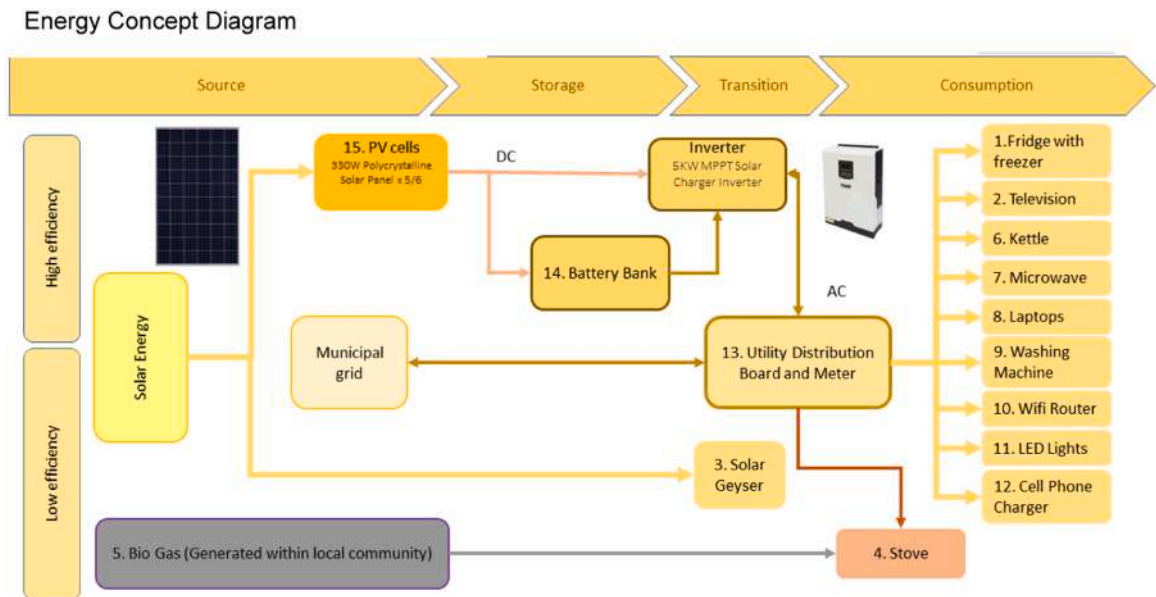 Energy Concept Diagram
Source
Storage
Transition
Consumption
High efficiency
Low efficiency
Solar Energy
15. PV cells
330W Polycrystalline
Solar Panel x 5/6
DC
Inverter
5KW MPPT Solar
Charger Inverter
14. Battery Bank
AC
Municipal
grid
13. Utility Distribution
Board and Meter
3. Solar
Geyser
5. Bio Gas (Generated within local community)
4. Stove
1.Fridge with
freezer
2. Television
6. Kettle
7. Microwave
8. Laptops
9. Washing
Machine
10. Wifi Router
11. LED Lights
12. Cell Phone
Charger